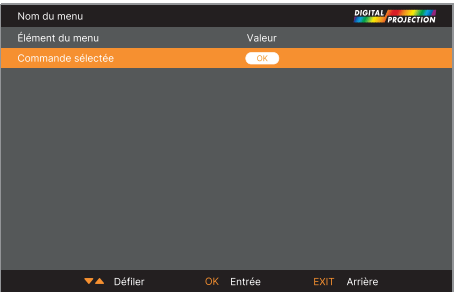 Nom du menu
DIGITAL PROJECTION
Élément du menu Valeur
Commande sélectée OK
▼▲ Défiler OK Entrée EXIT Arrière